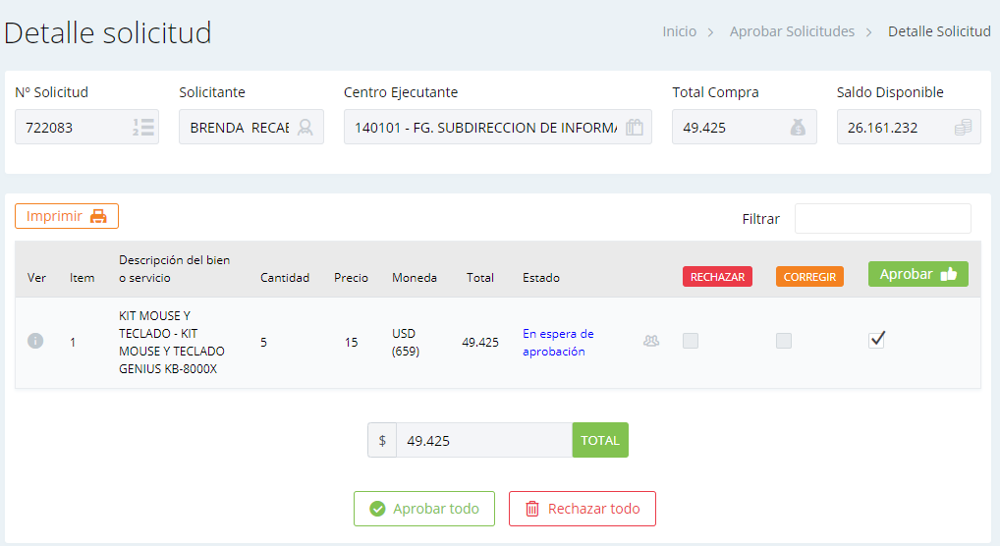 Detalle solicitud
Inicio > Aprobar Solicitudes > Detalle Solicitud
Nº Solicitud Solicitante Centro Ejecutante Total Compra Saldo Disponible
722083 BRENDA RECAE 140101 - FG. SUBDIRECCION DE INFORMA 49.425 26.161.232
Imprimir
Filtrar
Ver Item Descripción del bien o servicio Cantidad Precio Moneda Total Estado RECHAZAR CORREGIR Aprobar
1
KIT MOUSE Y
TECLADO - KIT
MOUSE Y TECLADO
GENIUS KB-8000X
5 15
USD
(659)
49.425
En espera de
aprobación
$ 49.425 TOTAL
Aprobar todo Rechazar todo